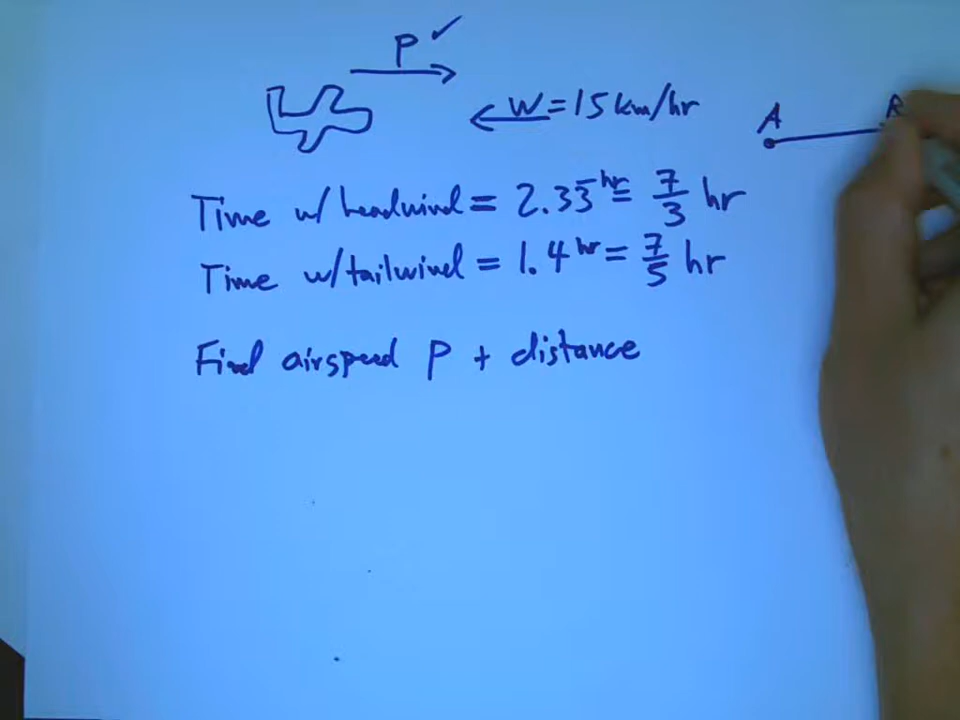 P ✓
W = 15 km/hr
A B
Time w/ headwind = 2.33 hr = 7/3 hr
Time w/ tailwind = 1.4 hr = 7/5 hr
Find airspeed P + distance